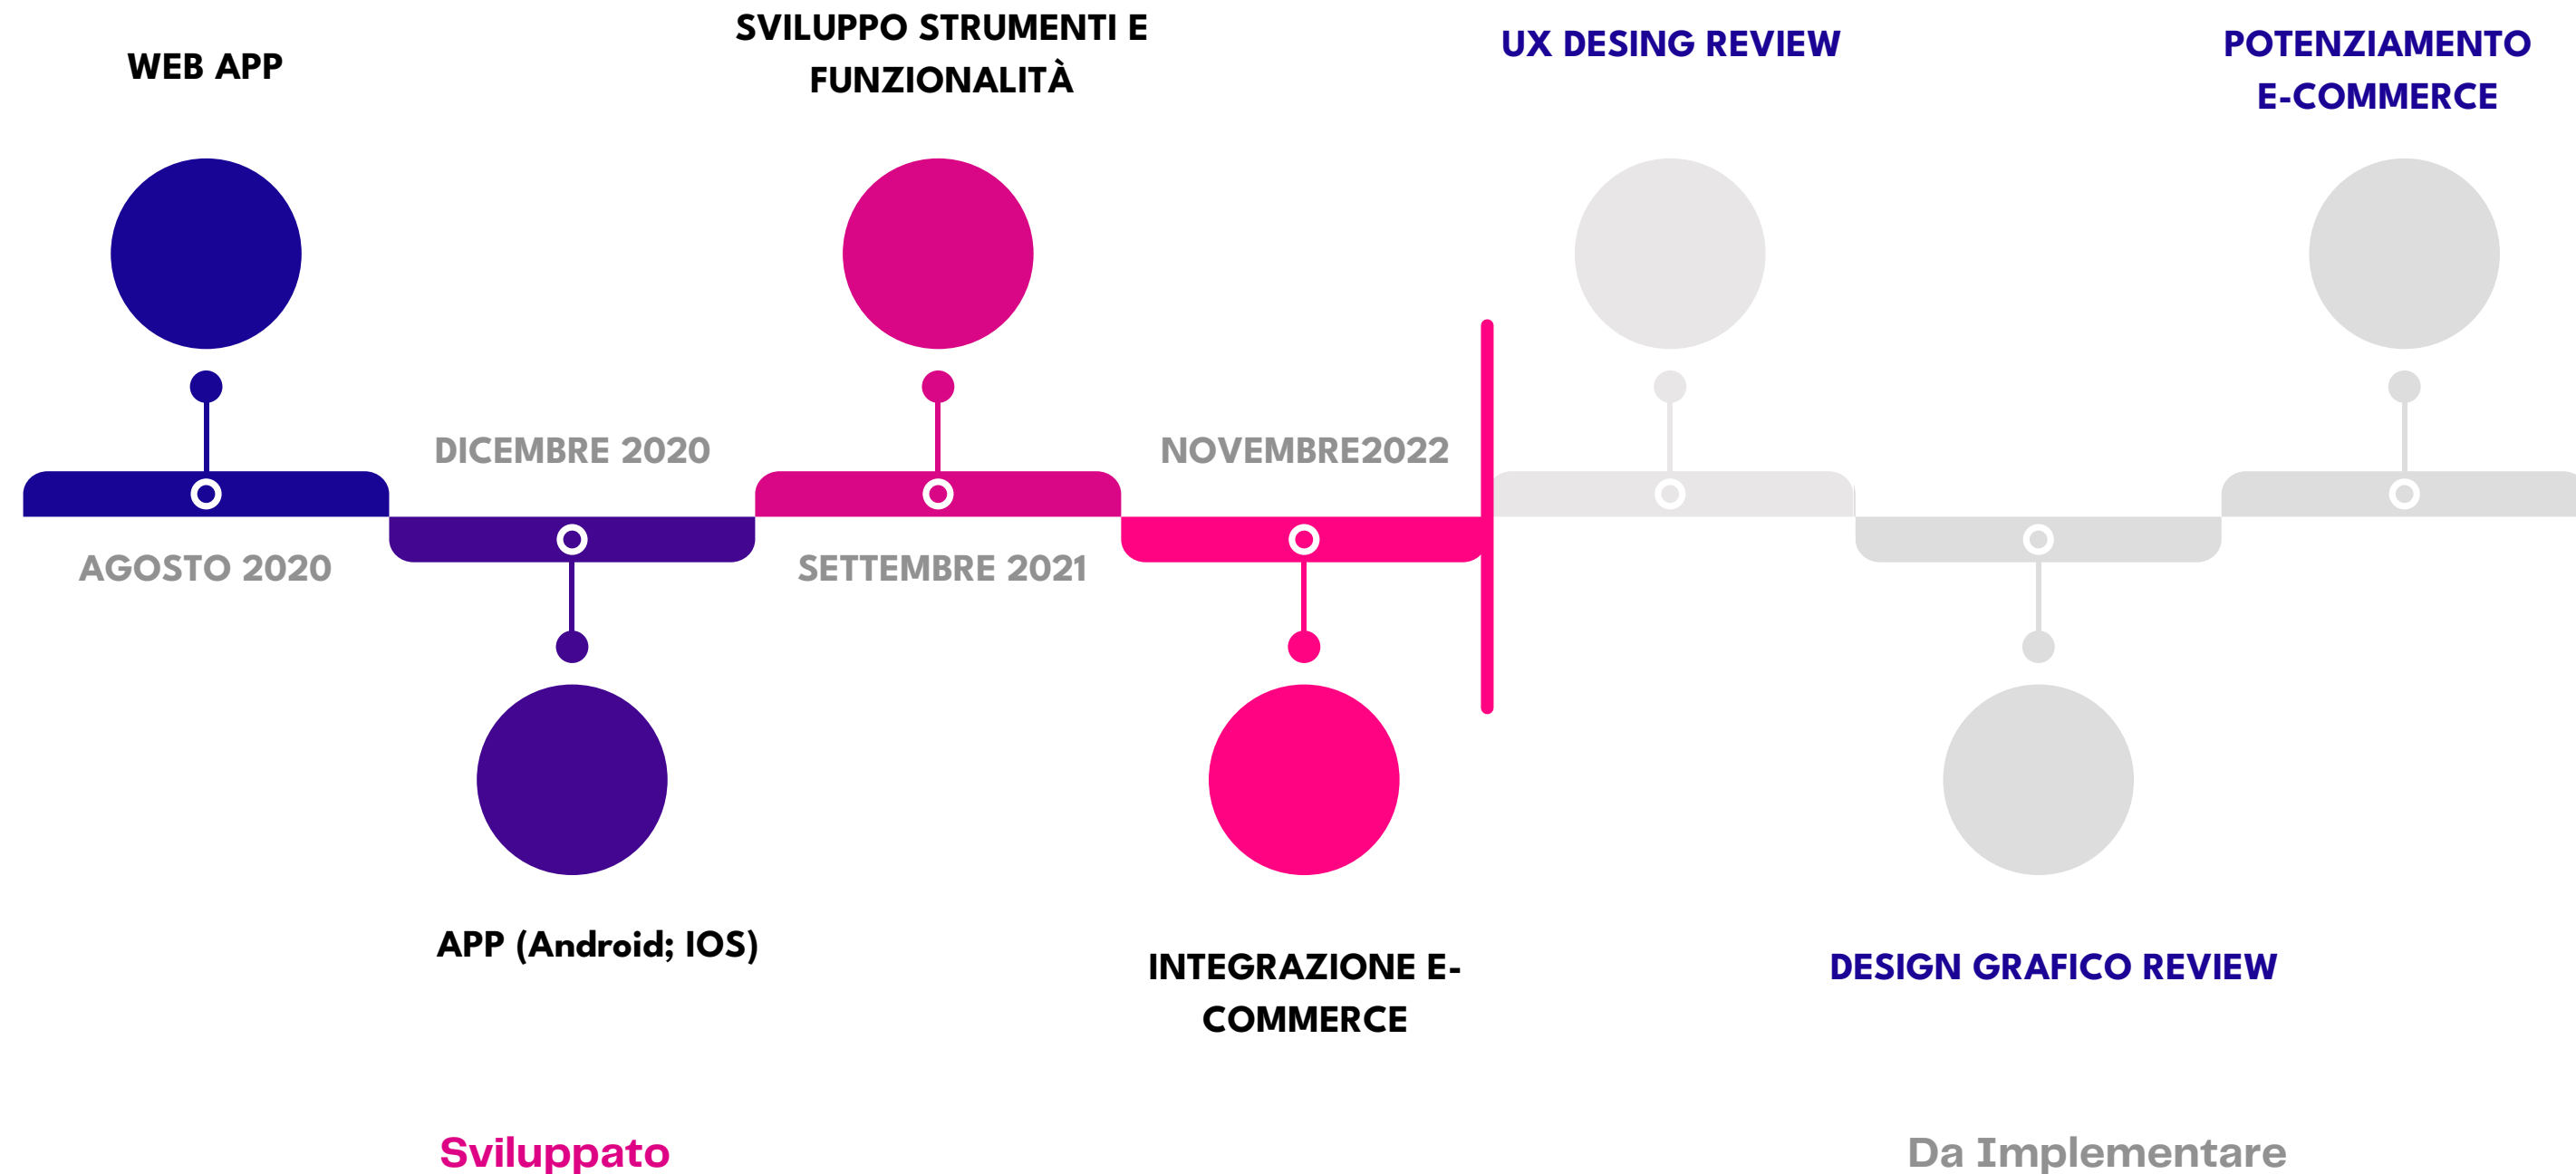 WEB APP
SVILUPPO STRUMENTI E
FUNZIONALITÀ
UX DESING REVIEW
POTENZIAMENTO
E-COMMERCE
DICEMBRE 2020
NOVEMBRE2022
AGOSTO 2020
SETTEMBRE 2021
APP (Android; IOS)
INTEGRAZIONE E-
COMMERCE
DESIGN GRAFICO REVIEW
Sviluppato
Da Implementare